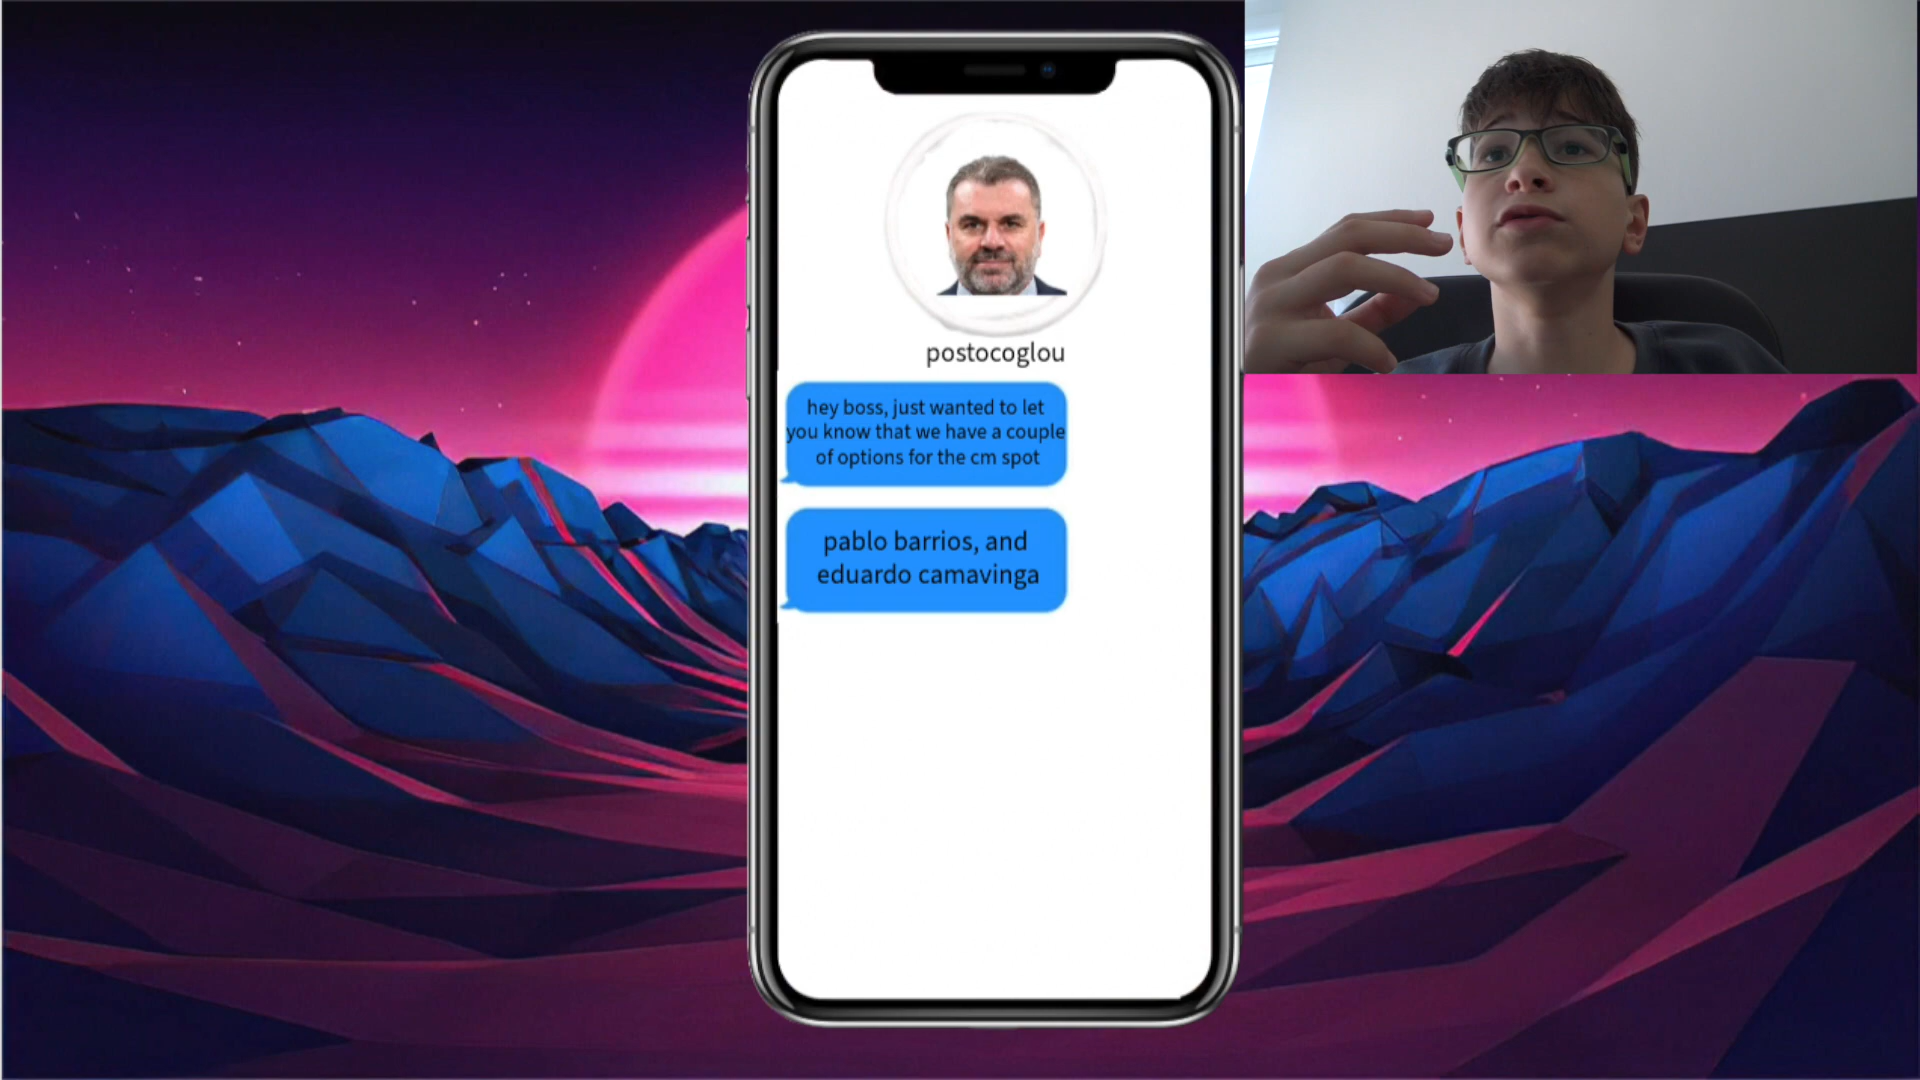 postocoglou
hey boss, just wanted to let
you know that we have a couple
of options for the cm spot
pablo barrios, and
eduardo camavinga